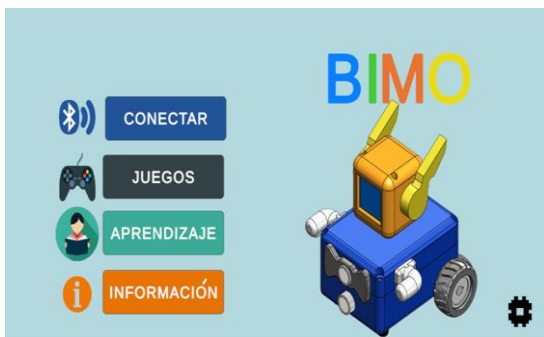 BIMO
CONECTAR
JUEGOS
APRENDIZAJE
INFORMACIÓN